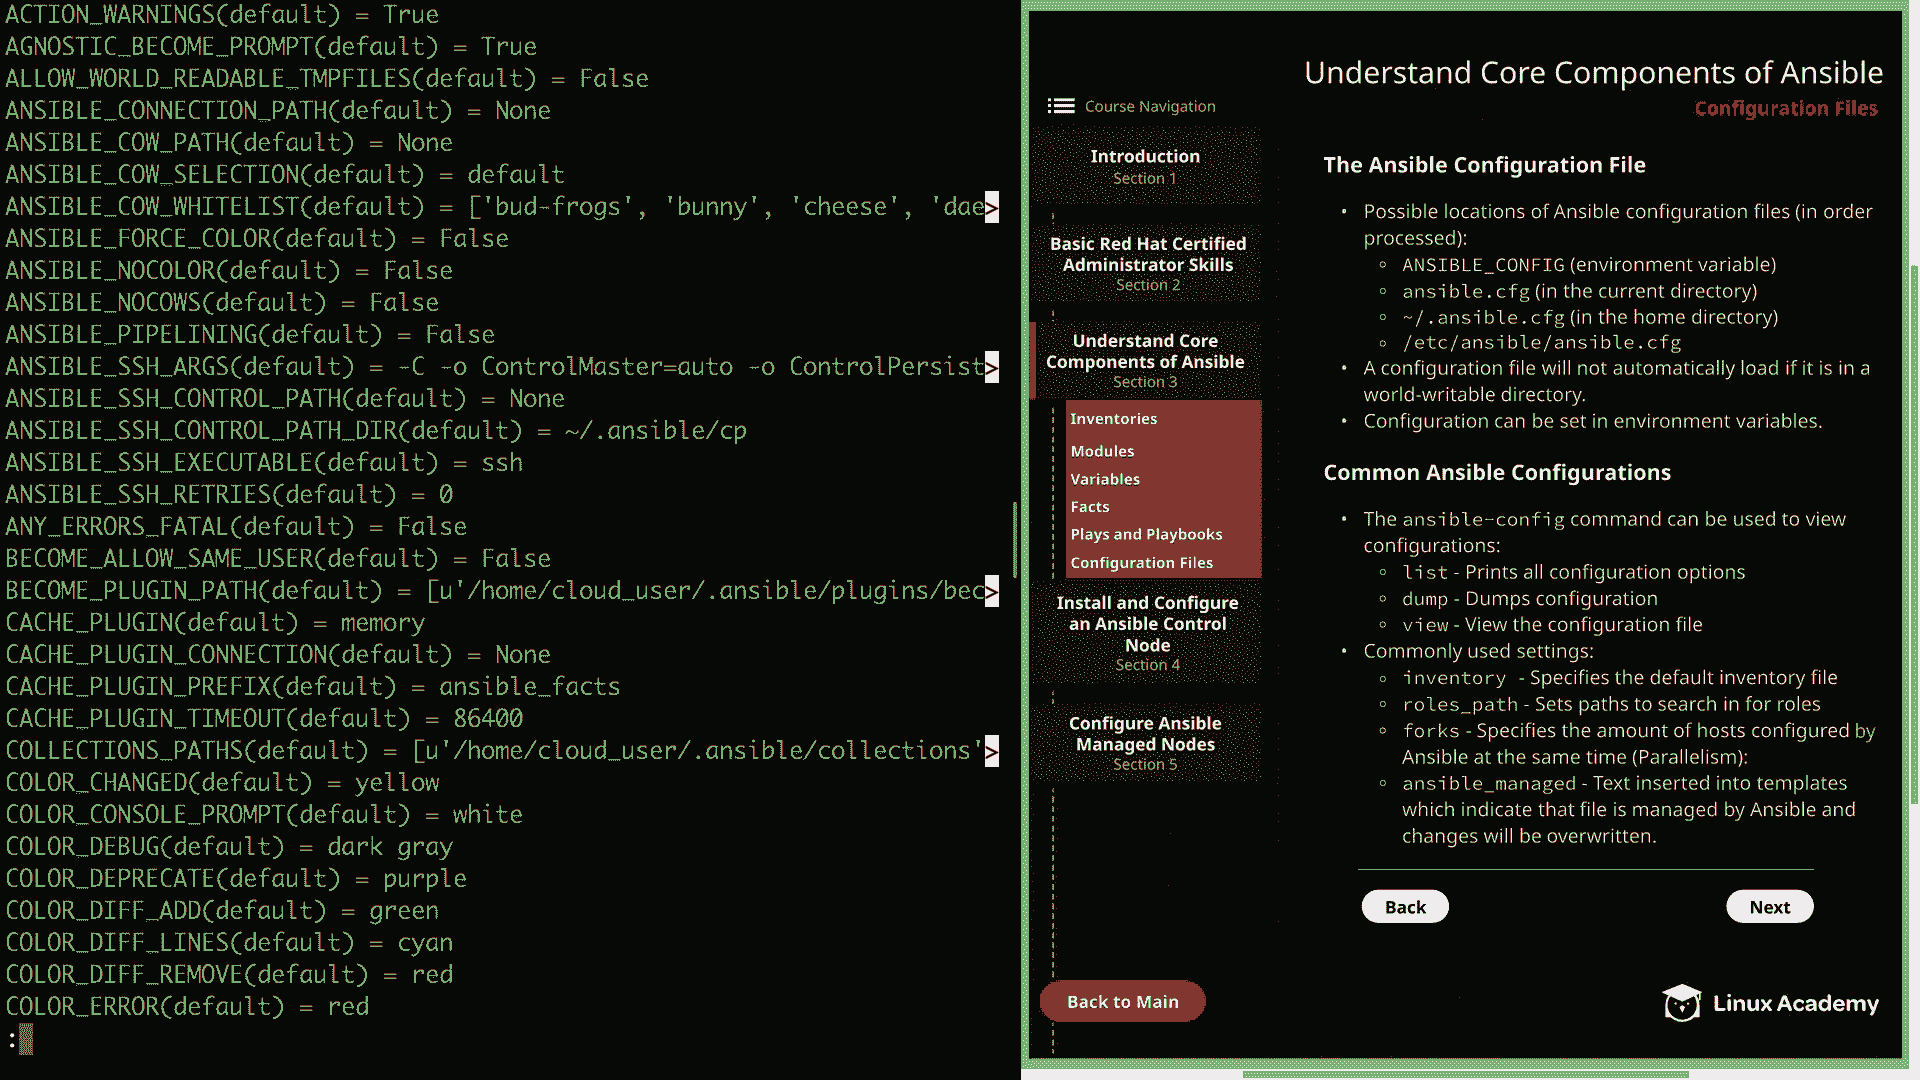 ACTION_WARNINGS(default) = True
AGNOSTIC_BECOME_PROMPT(default) = True
ALLOW_WORLD_READABLE_TMPFILES(default) = False
ANSIBLE_CONNECTION_PATH(default) = None
ANSIBLE_COW_PATH(default) = None
ANSIBLE_COW_SELECTION(default) = default
ANSIBLE_COW_WHITELIST(default) = ['bud-frogs', 'bunny', 'cheese', 'dae>
ANSIBLE_FORCE_COLOR(default) = False
ANSIBLE_NOCOLOR(default) = False
ANSIBLE_NOCOWS(default) = False
ANSIBLE_PIPELINING(default) = False
ANSIBLE_SSH_ARGS(default) = -C -o ControlMaster=auto -o ControlPersist>
ANSIBLE_SSH_CONTROL_PATH(default) = None
ANSIBLE_SSH_CONTROL_PATH_DIR(default) = ~/.ansible/cp
ANSIBLE_SSH_EXECUTABLE(default) = ssh
ANSIBLE_SSH_RETRIES(default) = 0
ANY_ERRORS_FATAL(default) = False
BECOME_ALLOW_SAME_USER(default) = False
BECOME_PLUGIN_PATH(default) = [u'/home/cloud_user/.ansible/plugins/bec>
CACHE_PLUGIN(default) = memory
CACHE_PLUGIN_CONNECTION(default) = None
CACHE_PLUGIN_PREFIX(default) = ansible_facts
CACHE_PLUGIN_TIMEOUT(default) = 86400
COLLECTIONS_PATHS(default) = [u'/home/cloud_user/.ansible/collections'>
COLOR_CHANGED(default) = yellow
COLOR_CONSOLE_PROMPT(default) = white
COLOR_DEBUG(default) = dark gray
COLOR_DEPRECATE(default) = purple
COLOR_DIFF_ADD(default) = green
COLOR_DIFF_LINES(default) = cyan
COLOR_DIFF_REMOVE(default) = red
COLOR_ERROR(default) = red
:
Understand Core Components of Ansible
Configuration Files
Course Navigation
Introduction
Section 1
Basic Red Hat Certified
Administrator Skills
Section 2
Understand Core
Components of Ansible
Section 3
Inventories
Modules
Variables
Facts
Plays and Playbooks
Configuration Files
Install and Configure
an Ansible Control
Node
Section 4
Configure Ansible
Managed Nodes
Section 5
Back to Main
The Ansible Configuration File
• Possible locations of Ansible configuration files (in order
processed):
◦ ANSIBLE_CONFIG (environment variable)
◦ ansible.cfg (in the current directory)
◦ ~/.ansible.cfg (in the home directory)
◦ /etc/ansible/ansible.cfg
• A configuration file will not automatically load if it is in a
world-writable directory.
• Configuration can be set in environment variables.
Common Ansible Configurations
• The ansible-config command can be used to view
configurations:
◦ list - Prints all configuration options
◦ dump - Dumps configuration
◦ view - View the configuration file
• Commonly used settings:
◦ inventory - Specifies the default inventory file
◦ roles_path - Sets paths to search in for roles
◦ forks - Specifies the amount of hosts configured by
Ansible at the same time (Parallelism):
◦ ansible_managed - Text inserted into templates
which indicate that file is managed by Ansible and
changes will be overwritten.
Back
Next
Linux Academy